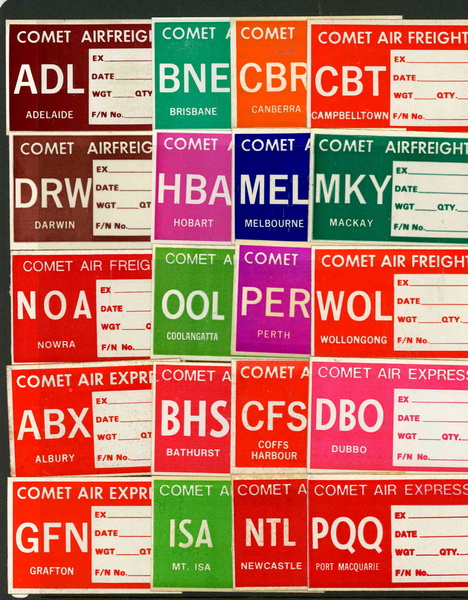 COMET AIRFREIG
ADL
ADELAIDE
EX
DATE
WGT QTY
F/N No.
COMET A
BNE
BRISBANE
COMET A
CBR
CANBERRA
COMET AIR FREIGHT
CBT
CAMPBELLTOWN
EX
DATE
WGT QTY.
F/N No.
COMET AIRFREIG
DRW
DARWIN
EX
DATE
WGT QTY
F/N No.
COMET A
HBA
HOBART
COMET A
MEL
MELBOURNE
COMET AIRFREIGHT
MKY
MACKAY
EX
DATE
WGT QTY.
F/N No.
COMET AIR FREIG
NOA
NOWRA
EX
DATE
WGT Q
F/N No.
COMET A
OOL
COOLANGATTA
COMET
PER
PERTH
COMET AIR FREIGHT
WOL
WOLLONGONG
EX
DATE
WGT QTY.
F/N No.
COMET AIR EXPRE
ABX
ALBURY
EX
DATE
WGT QT
F/N No.
COMET A
BHS
BATHURST
COMET A
CFS
COFFS
HARBOUR
COMET AIR EXPRESS
DBO
DUBBO
EX
DATE
WGT. QTY.
F/N No.
COMET AIR EXPRE
GFN
GRAFTON
EX
DATE
WGT QT
F/N No.
COMET A
ISA
MT. ISA
COMET A
NTL
NEWCASTLE
COMET AIR EXPRESS
PQQ
PORT MACQUARIE
EX
DATE
WGT QTY.
F/N No.